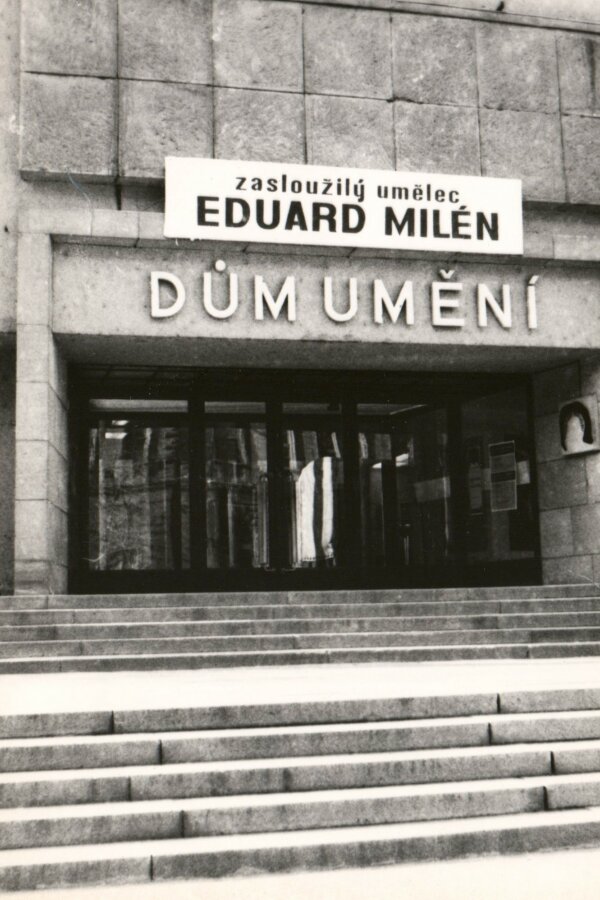 zasloužilý umělec
EDUARD MILÉN
DŮM UMĚNÍ